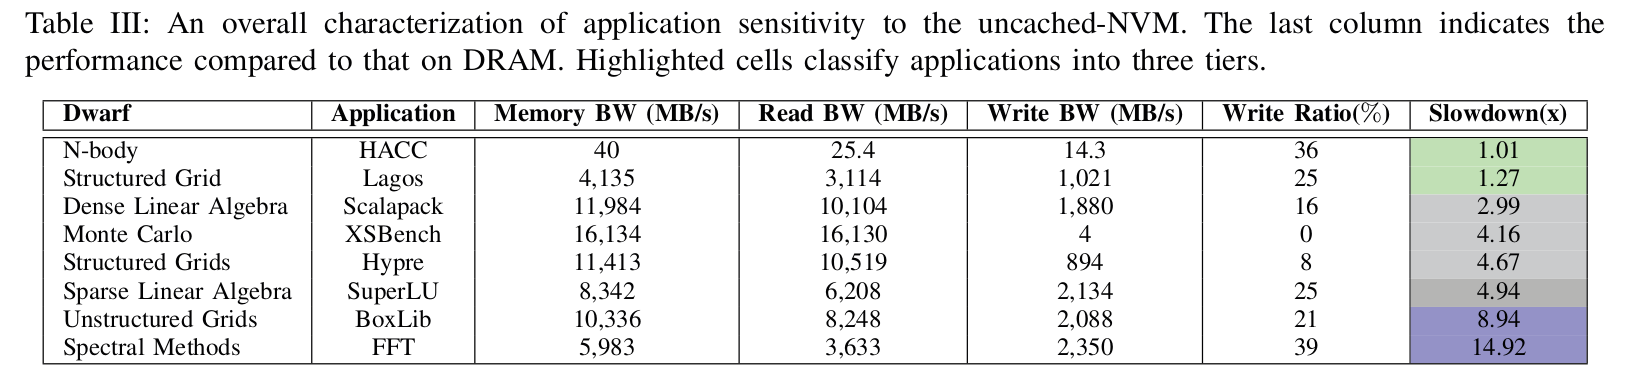 Table III: An overall characterization of application sensitivity to the uncached-NVM. The last column indicates the
performance compared to that on DRAM. Highlighted cells classify applications into three tiers.
Dwarf Application Memory BW (MB/s) Read BW (MB/s) Write BW (MB/s) Write Ratio(%) Slowdown(x)
N-body HACC 40 25.4 14.3 36 1.01
Structured Grid Lagos 4,135 3,114 1,021 25 1.27
Dense Linear Algebra Scalapack 11,984 10,104 1,880 16 2.99
Monte Carlo XSBench 16,134 16,130 4 0 4.16
Structured Grids Hypre 11,413 10,519 894 8 4.67
Sparse Linear Algebra SuperLU 8,342 6,208 2,134 25 4.94
Unstructured Grids BoxLib 10,336 8,248 2,088 21 8.94
Spectral Methods FFT 5,983 3,633 2,350 39 14.92